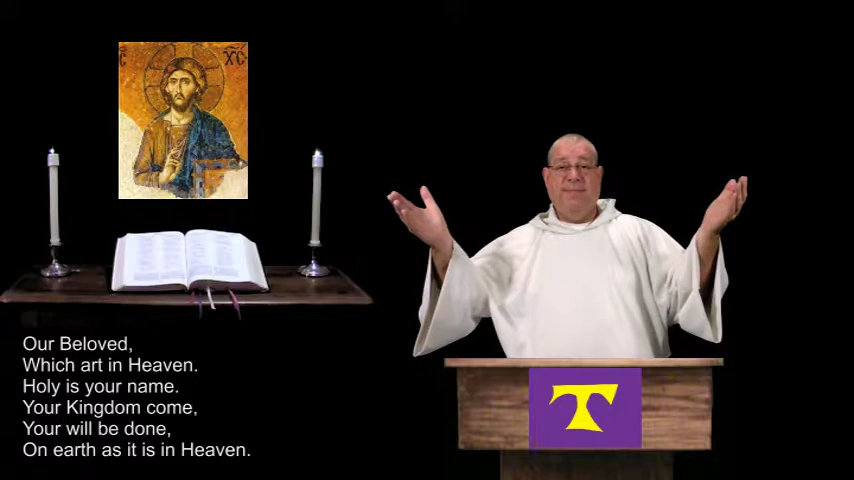 Our Beloved,
Which art in Heaven.
Holy is your name.
Your Kingdom come,
Your will be done,
On earth as it is in Heaven.